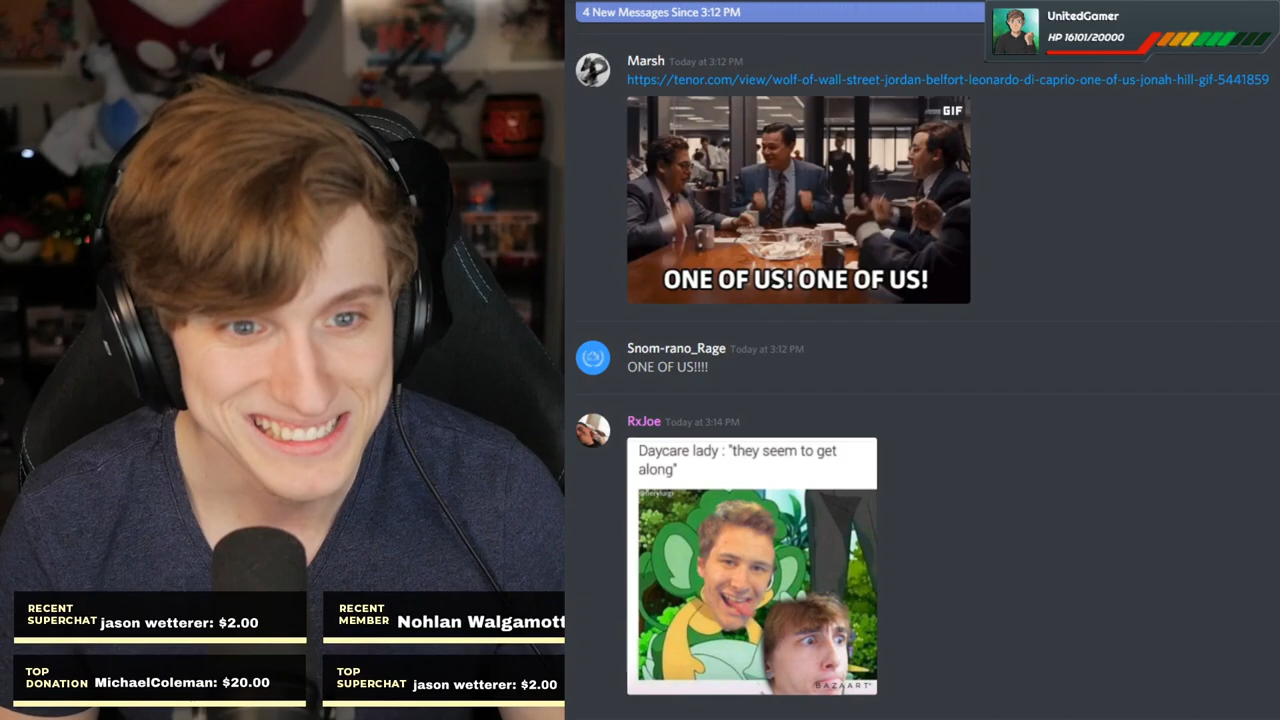 4 New Messages Since 3:12 PM
UnitedGamer
HP 16101/20000
Marsh Today at 3:12 PM
https://tenor.com/view/wolf-of-wall-street-jordan-belfort-leonardo-di-caprio-one-of-us-jonah-hill-gif-5441859
GIF
ONE OF US! ONE OF US!
Snom-rano_Rage Today at 3:12 PM
ONE OF US!!!!
RxJoe Today at 3:14 PM
Daycare lady : "they seem to get
along"
BAZAART
RECENT
SUPERCHAT jason wetterer: $2.00
RECENT
MEMBER Nohlan Walgamott
TOP
DONATION MichaelColeman: $20.00
TOP
SUPERCHAT jason wetterer: $2.00